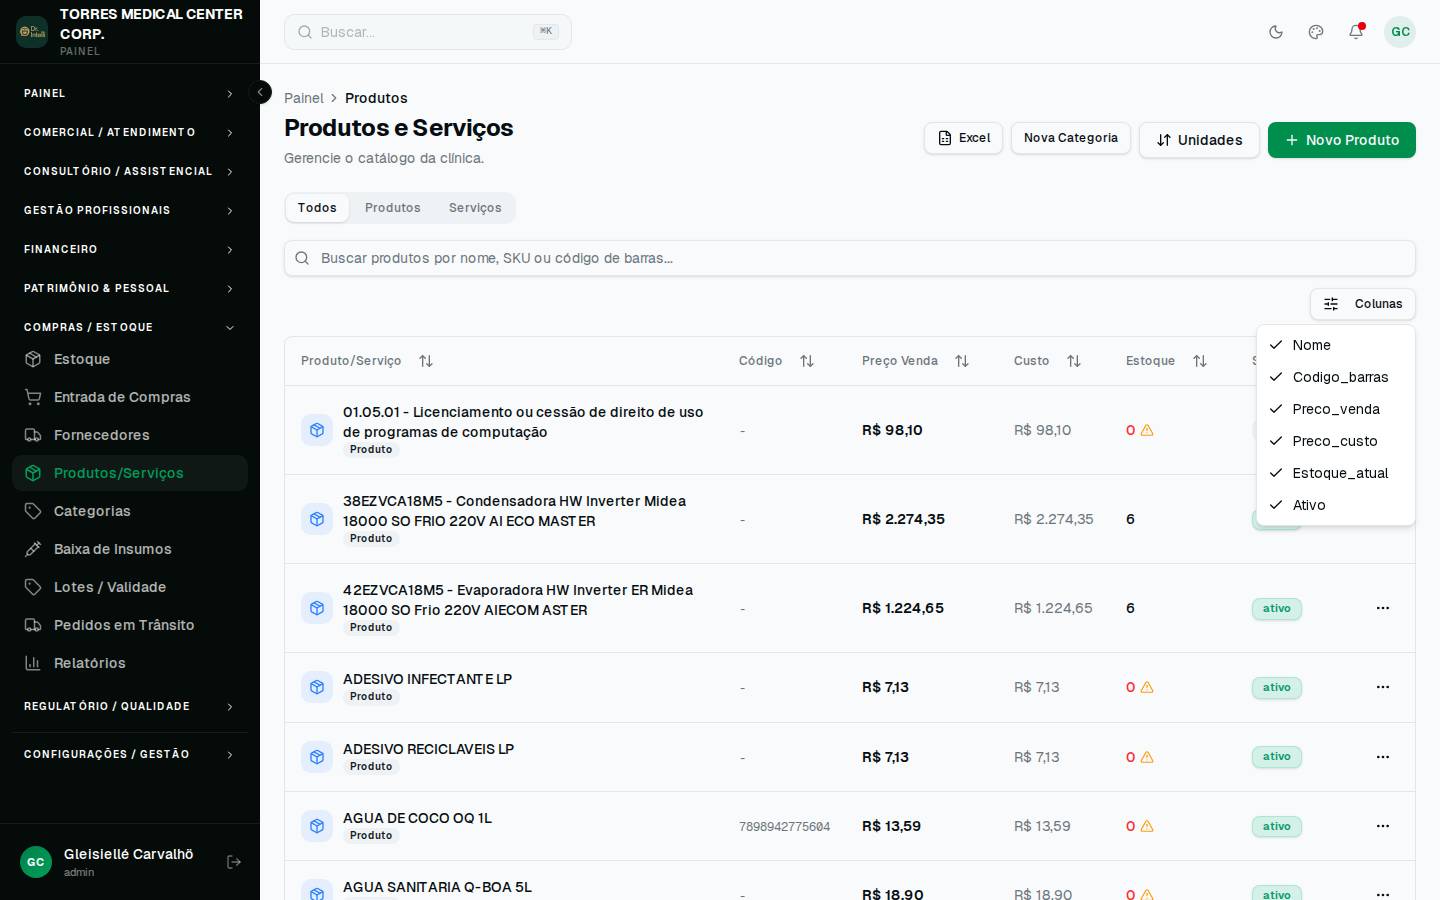 Dr.
Intelli
TORRES MEDICAL CENTER
CORP.
PAINEL
Buscar...
⌘K
GC
PAINEL
COMERCIAL / ATENDIMENTO
CONSULTÓRIO / ASSISTENCIAL
GESTÃO PROFISSIONAIS
FINANCEIRO
PATRIMÔNIO & PESSOAL
COMPRAS / ESTOQUE
Estoque
Entrada de Compras
Fornecedores
Produtos/Serviços
Categorias
Baixa de Insumos
Lotes / Validade
Pedidos em Trânsito
Relatórios
REGULATÓRIO / QUALIDADE
CONFIGURAÇÕES / GESTÃO
GC
Gleisiellé Carvalhö
admin
Painel
Produtos
Produtos e Serviços
Gerencie o catálogo da clínica.
Excel
Nova Categoria
Unidades
Novo Produto
Todos
Produtos
Serviços
Buscar produtos por nome, SKU ou código de barras...
Colunas
Nome
Codigo_barras
Preco_venda
Preco_custo
Estoque_atual
Ativo
Produto/Serviço
Código
Preço Venda
Custo
Estoque
01.05.01 - Licenciamento ou cessão de direito de uso
de programas de computação
Produto
-
R$ 98,10
R$ 98,10
0
38EZVCA18M5 - Condensadora HW Inverter Midea
18000 SO FRIO 220V AI ECO MASTER
Produto
-
R$ 2.274,35
R$ 2.274,35
6
42EZVCA18M5 - Evaporadora HW Inverter ER Midea
18000 SO Frio 220V AIECOM ASTER
Produto
-
R$ 1.224,65
R$ 1.224,65
6
ativo
ADESIVO INFECTANTE LP
Produto
-
R$ 7,13
R$ 7,13
0
ativo
ADESIVO RECICLAVEIS LP
Produto
-
R$ 7,13
R$ 7,13
0
ativo
AGUA DE COCO OQ 1L
Produto
7898942775604
R$ 13,59
R$ 13,59
0
ativo
AGUA SANITARIA Q-BOA 5L
-
R$ 18,90
R$ 18,90
0
ativo